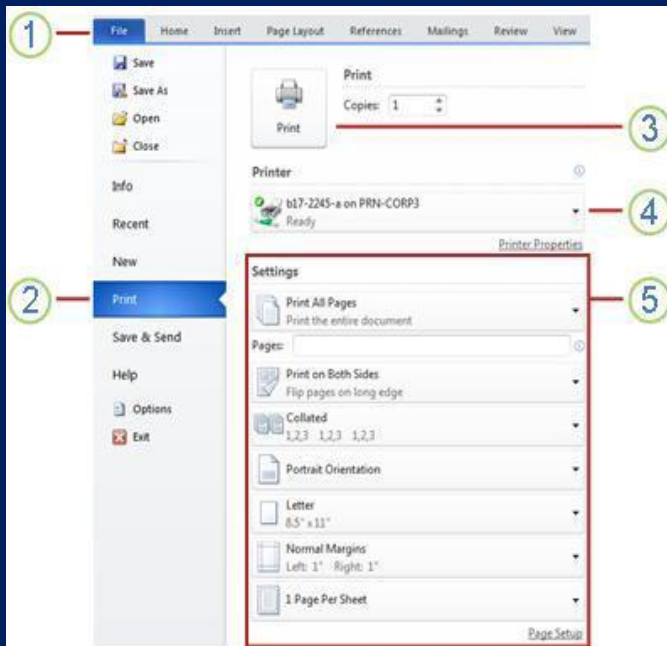 1
File Home Insert Page Layout References Mailings Review View
Save
Save As
Open
Close
Info
Recent
New
2
Print
Save & Send
Help
Options
Exit
Print
Copies: 1
Print
3
Printer
b17-2245-a on PRN-CORP3
Ready
4
Printer Properties
Settings
5
Print All Pages
Print the entire document
Pages:
Print on Both Sides
Flip pages on long edge
Collated
1,2,3 1,2,3 1,2,3
Portrait Orientation
Letter
8.5" x 11"
Normal Margins
Left: 1" Right: 1"
1 Page Per Sheet
Page Setup